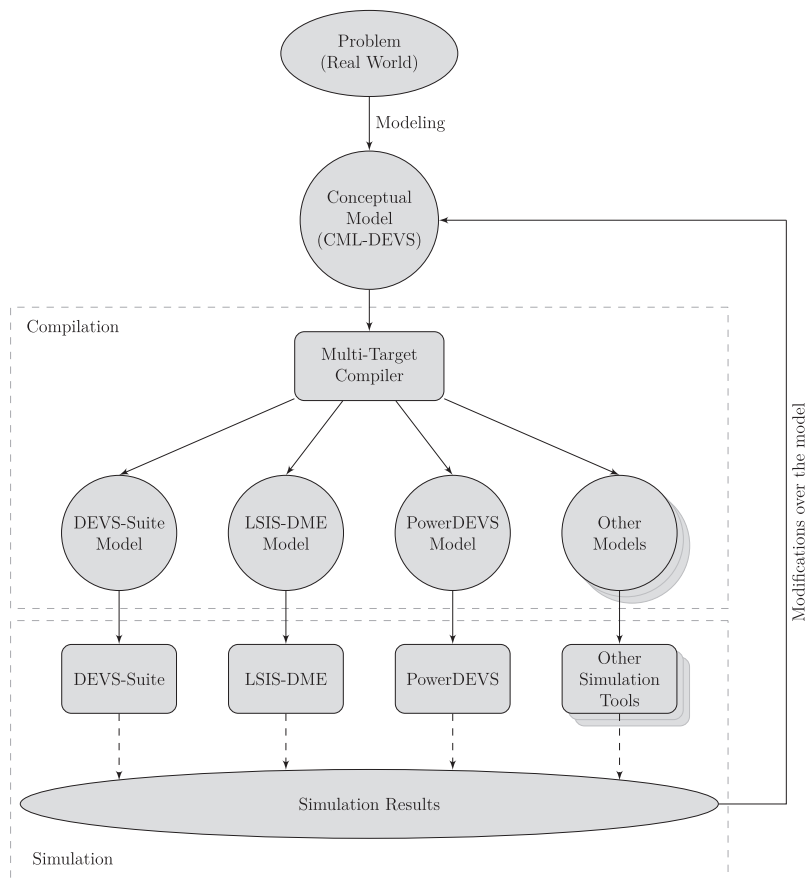 Problem
(Real World)
Modeling
Conceptual
Model
(CML-DEVS)
Compilation
Multi-Target
Compiler
DEVS-Suite
Model
LSIS-DME
Model
PowerDEVS
Model
Other
Models
Modifications over the model
DEVS-Suite
LSIS-DME
PowerDEVS
Other
Simulation
Tools
Simulation Results
Simulation